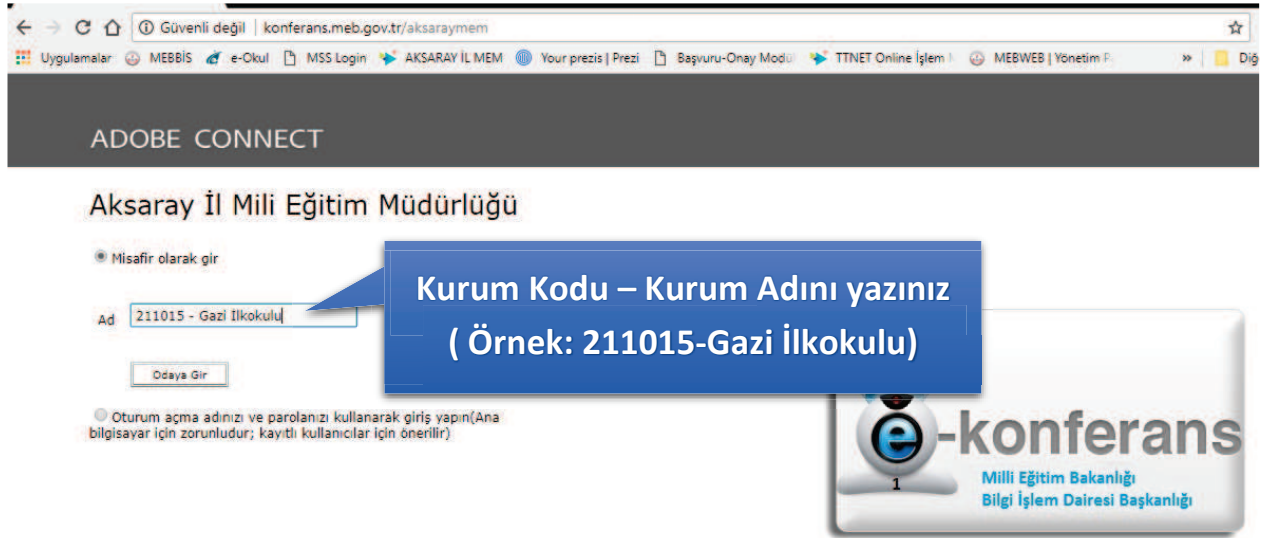 Güvenli değil | konferans.meb.gov.tr/aksaraymem
Uygulamalar MEBBİS e-Okul MSS Login AKSARAY İL MEM Your prezis | Prezi Başvuru-Onay Modü TTNET Online İşlem MEBWEB | Yönetim P » Diğ
ADOBE CONNECT
Aksaray İl Mili Eğitim Müdürlüğü
Misafir olarak gir
Ad 211015 - Gazi İlkokulu
Odaya Gir
Kurum Kodu – Kurum Adını yazınız
( Örnek: 211015-Gazi İlkokulu)
Oturum açma adınızı ve parolanızı kullanarak giriş yapın(Ana
bilgisayar için zorunludur; kayıtlı kullanıcılar için önerilir)
e-konferans
1
Milli Eğitim Bakanlığı
Bilgi İşlem Dairesi Başkanlığı